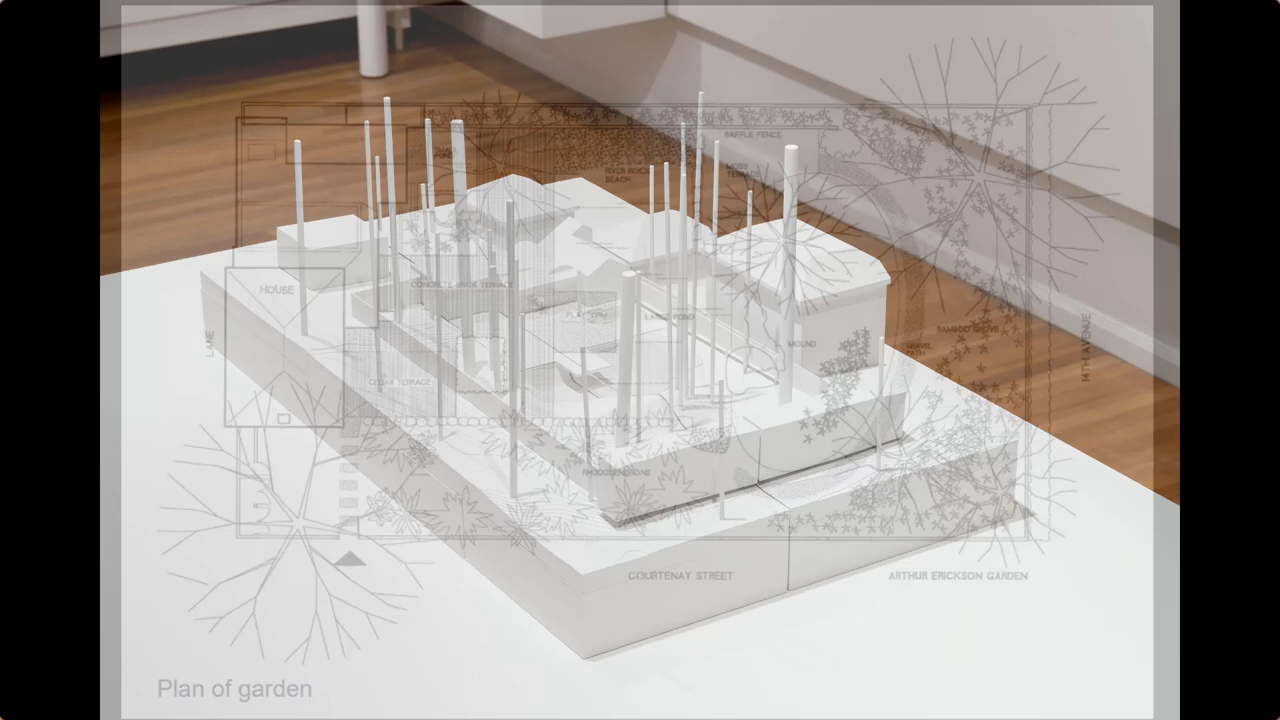 BAFFLE FENCE
POND
RIVER ROCK
BEACH
MOSS
TERRACE
CONCRETE BRICK TERRACE
HOUSE
PLATFORM
LARGE POND
LANE
MOUND
BAMBOO GROVE
GRAVEL
PATH
14TH AVENUE
CEDAR TERRACE
RHODODENDRONS
COURTENAY STREET
ARTHUR ERICKSON GARDEN
Plan of garden